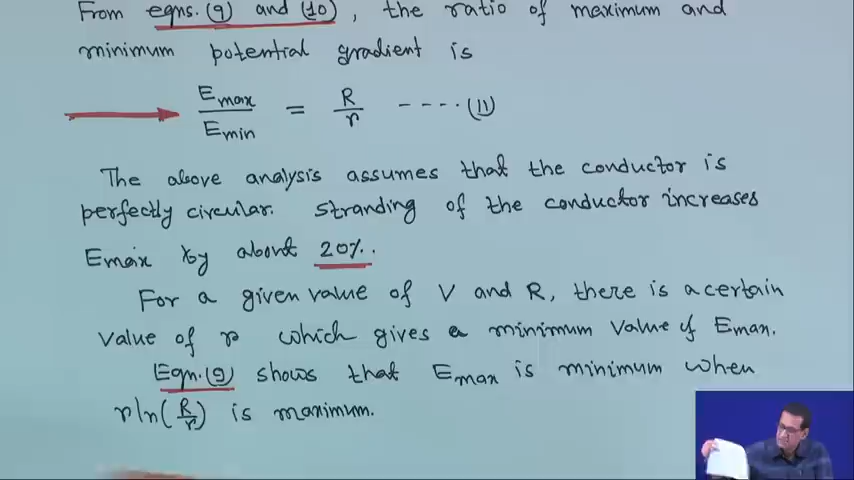 From eqns. (9) and (10), the ratio of maximum and
minimum potential gradient is
Emax/Emin = R/r ----- (11)
The above analysis assumes that the conductor is
perfectly circular. Stranding of the conductor increases
Emax by about 20%.
For a given value of V and R, there is a certain
value of r which gives a minimum value of Emax.
Eqn. (9) shows that Emax is minimum when
r ln(R/r) is maximum.